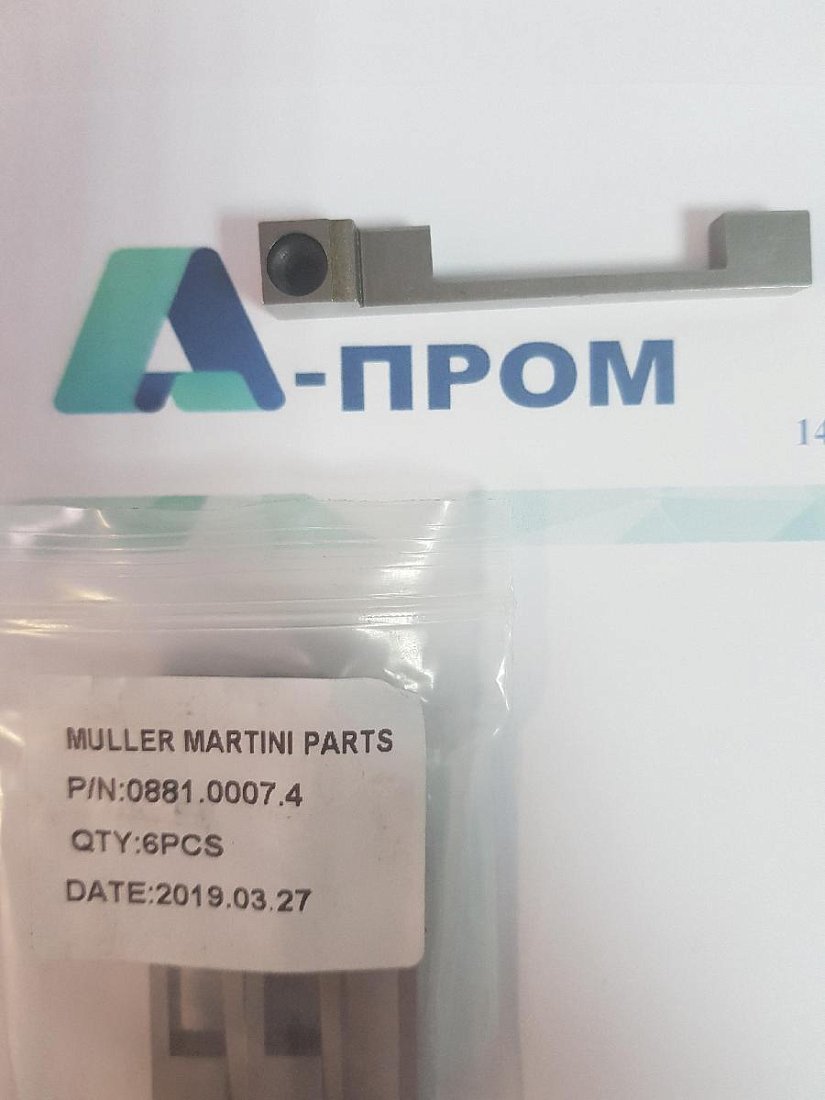 А-ПРОМ
14
MULLER MARTINI PARTS
P/N:0881.0007.4
QTY:6PCS
DATE:2019.03.27